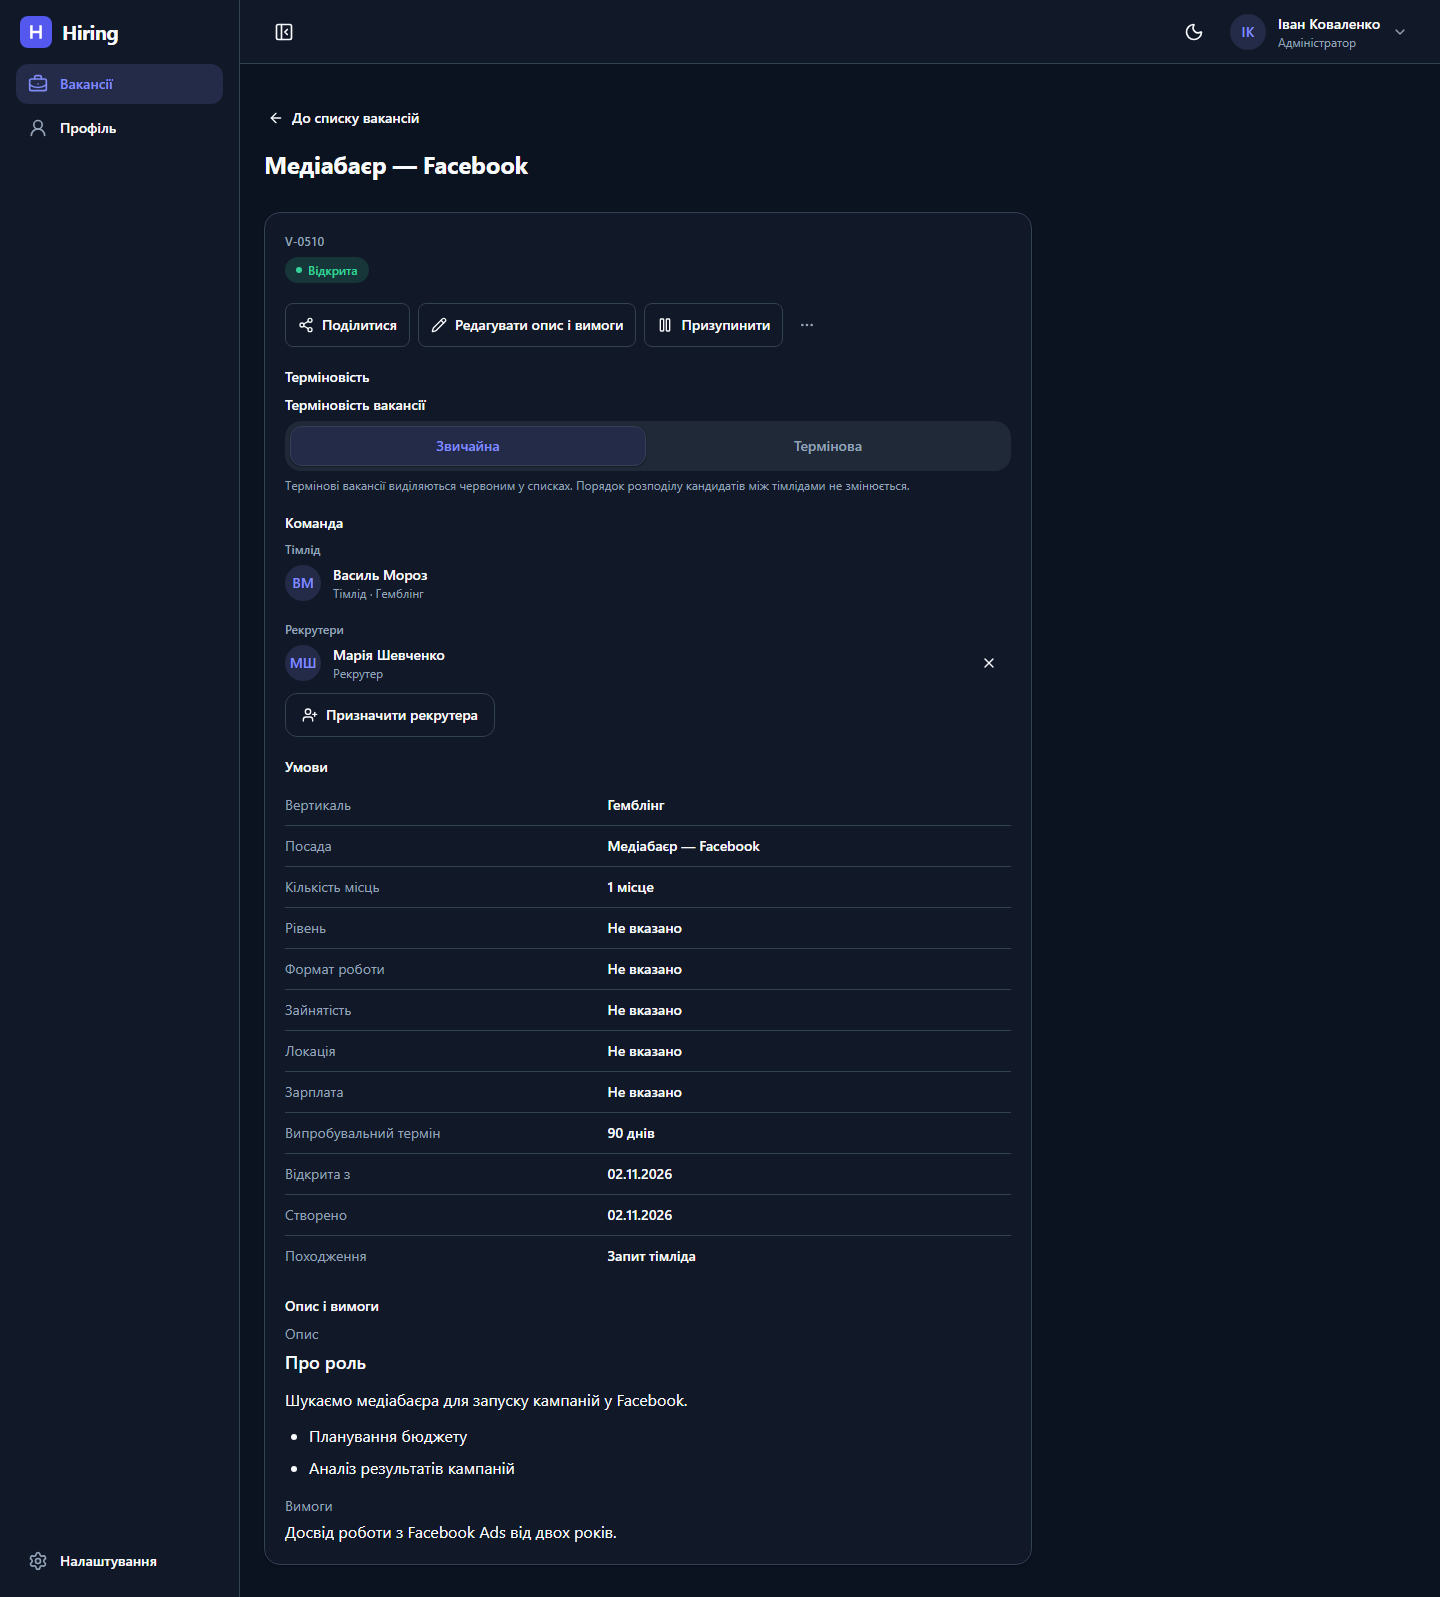 H Hiring
Вакансії
Профіль
Налаштування
ІК
Іван Коваленко
Адміністратор
До списку вакансій
Медіабаєр — Facebook
V-0510
Відкрита
Поділитися
Редагувати опис і вимоги
Призупинити
Терміновість
Терміновість вакансії
Звичайна
Термінова
Термінові вакансії виділяються червоним у списках. Порядок розподілу кандидатів між тімлідами не змінюється.
Команда
Тімлід
ВМ
Василь Мороз
Тімлід · Гемблінг
Рекрутери
МШ
Марія Шевченко
Рекрутер
Призначити рекрутера
Умови
Вертикаль Гемблінг
Посада Медіабаєр — Facebook
Кількість місць 1 місце
Рівень Не вказано
Формат роботи Не вказано
Зайнятість Не вказано
Локація Не вказано
Зарплата Не вказано
Випробувальний термін 90 днів
Відкрита з 02.11.2026
Створено 02.11.2026
Походження Запит тімліда
Опис і вимоги
Опис
Про роль
Шукаємо медіабаєра для запуску кампаній у Facebook.
• Планування бюджету
• Аналіз результатів кампаній
Вимоги
Досвід роботи з Facebook Ads від двох років.